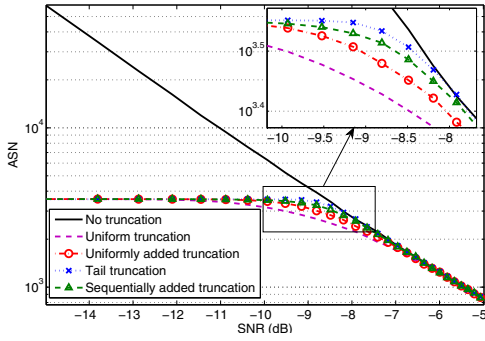 10^3.5
10^3.4
−10
−9.5
−9
−8.5
−8
10^4
10^3
ASN
No truncation
Uniform truncation
Uniformly added truncation
Tail truncation
Sequentially added truncation
−14
−13
−12
−11
−10
−9
−8
−7
−6
−5
SNR (dB)